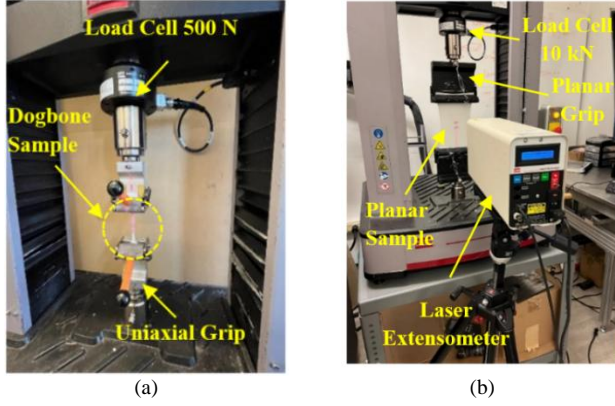 Load Cell 500 N
Dogbone
Sample
Uniaxial Grip
(a)
Load Cell
10 kN
Planar
Grip
Planar
Sample
Laser
Extensometer
(b)